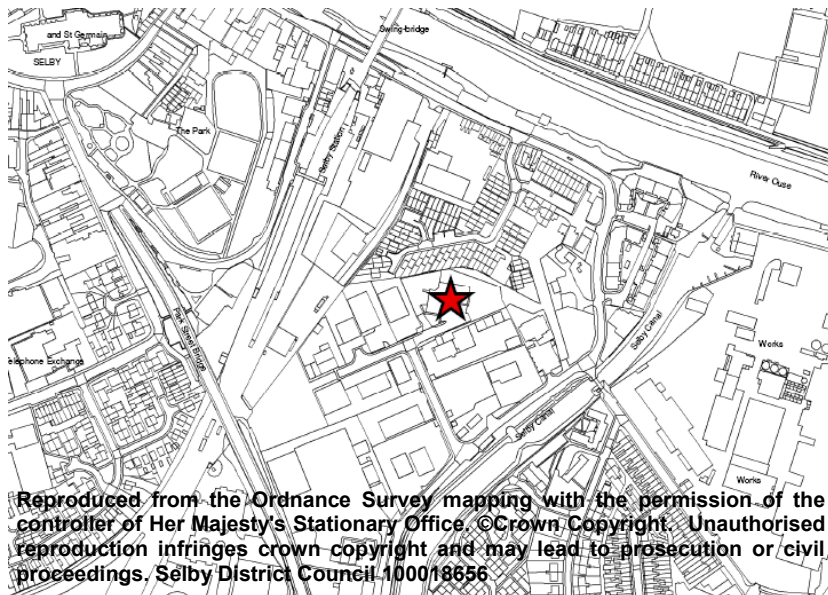 Swing-bridge
and St Germain
SELBY
The Park
Selby Station
River Ouse
Park Street Bridge
Selby Canal
Works
Telephone Exchange
Selby Canal
Works
Reproduced from the Ordnance Survey mapping with the permission of the
controller of Her Majesty's Stationary Office. ©Crown Copyright. Unauthorised
reproduction infringes crown copyright and may lead to prosecution or civil
proceedings. Selby District Council 100018656